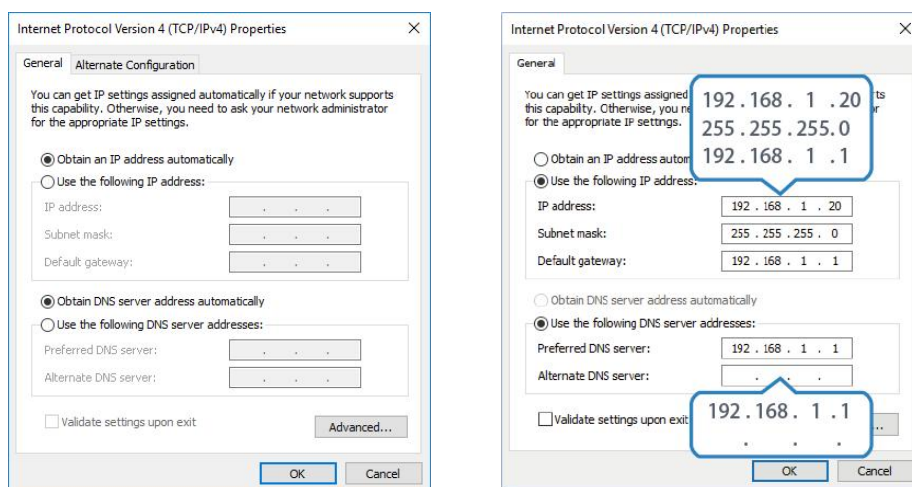 Internet Protocol Version 4 (TCP/IPv4) Properties
General
Alternate Configuration
You can get IP settings assigned automatically if your network supports
this capability. Otherwise, you need to ask your network administrator
for the appropriate IP settings.
Obtain an IP address automatically
Use the following IP address:
IP address:
. . .
Subnet mask:
. . .
Default gateway:
. . .
Obtain DNS server address automatically
Use the following DNS server addresses:
Preferred DNS server:
. . .
Alternate DNS server:
. . .
Validate settings upon exit
Advanced...
OK
Cancel
Internet Protocol Version 4 (TCP/IPv4) Properties
General
You can get IP settings assigned
this capability. Otherwise, you
for the appropriate IP settings.
192.168. 1 .20
255.255.255.0
192.168. 1 .1
Obtain an IP address
Use the following IP address:
IP address:
192 . 168 . 1 . 20
Subnet mask:
255 . 255 . 255 . 0
Default gateway:
192 . 168 . 1 . 1
Obtain DNS server address automatically
Use the following DNS server addresses:
Preferred DNS server:
192 . 168 . 1 . 1
Alternate DNS server:
. . .
Validate settings upon exit
192.168. 1 .1
. . .
OK
Cancel